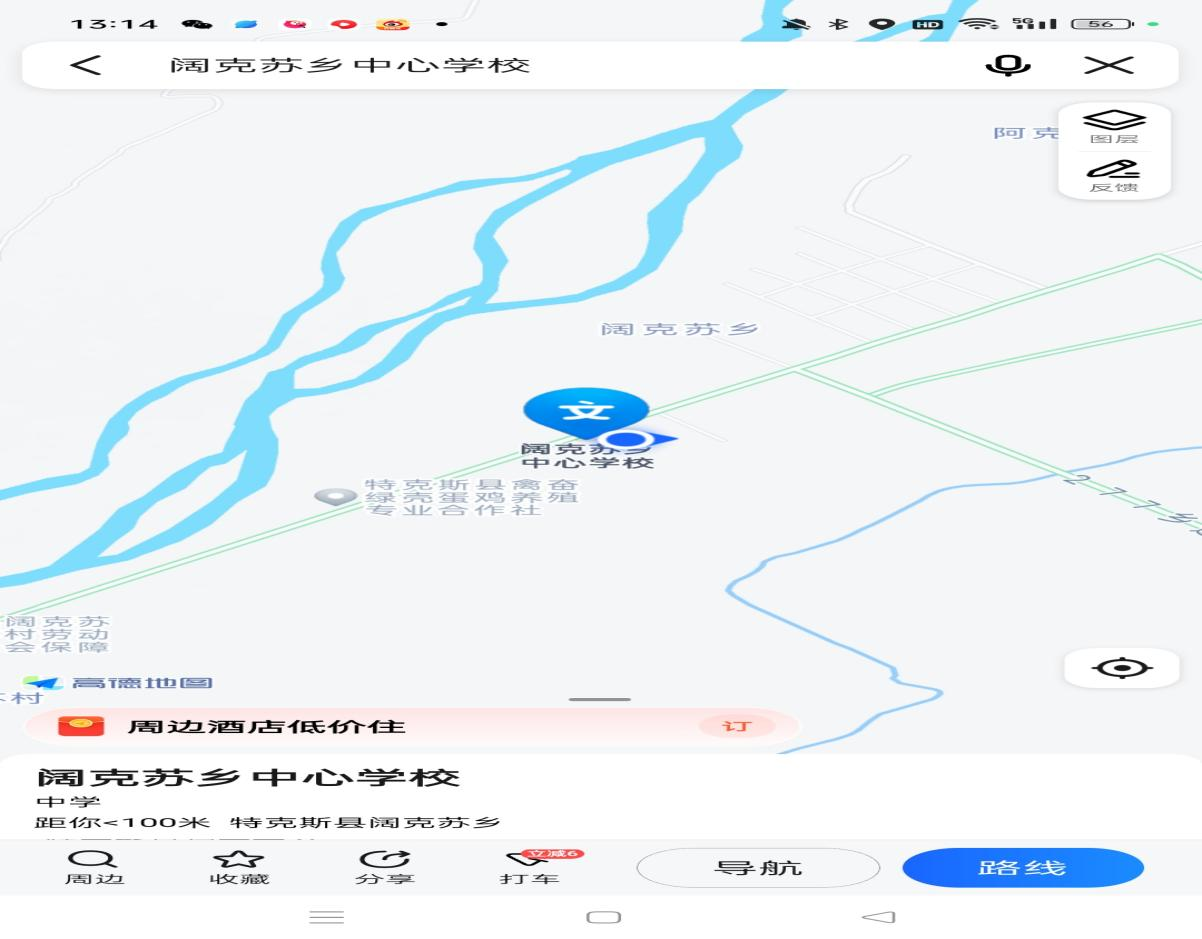 13:14
HD
5G
56
阔克苏乡中心学校
阿克
图层
反馈
阔克苏乡
文
阔克苏乡
中心学校
特克斯县禽奋
绿壳蛋鸡养殖
专业合作社
阔克苏
村劳动
会保障
高德地图
村
周边酒店低价住
订
阔克苏乡中心学校
中学
距你<100米 特克斯县阔克苏乡
周边
收藏
分享
立减6
打车
导航
路线